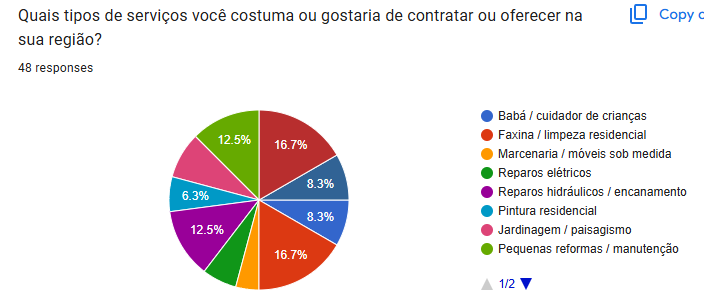 Quais tipos de serviços você costuma ou gostaria de contratar ou oferecer na
sua região?
Copy
48 responses
12.5%
16.7%
8.3%
6.3%
8.3%
12.5%
16.7%
Babá / cuidador de crianças
Faxina / limpeza residencial
Marcenaria / móveis sob medida
Reparos elétricos
Reparos hidráulicos / encanamento
Pintura residencial
Jardinagem / paisagismo
Pequenas reformas / manutenção
1/2